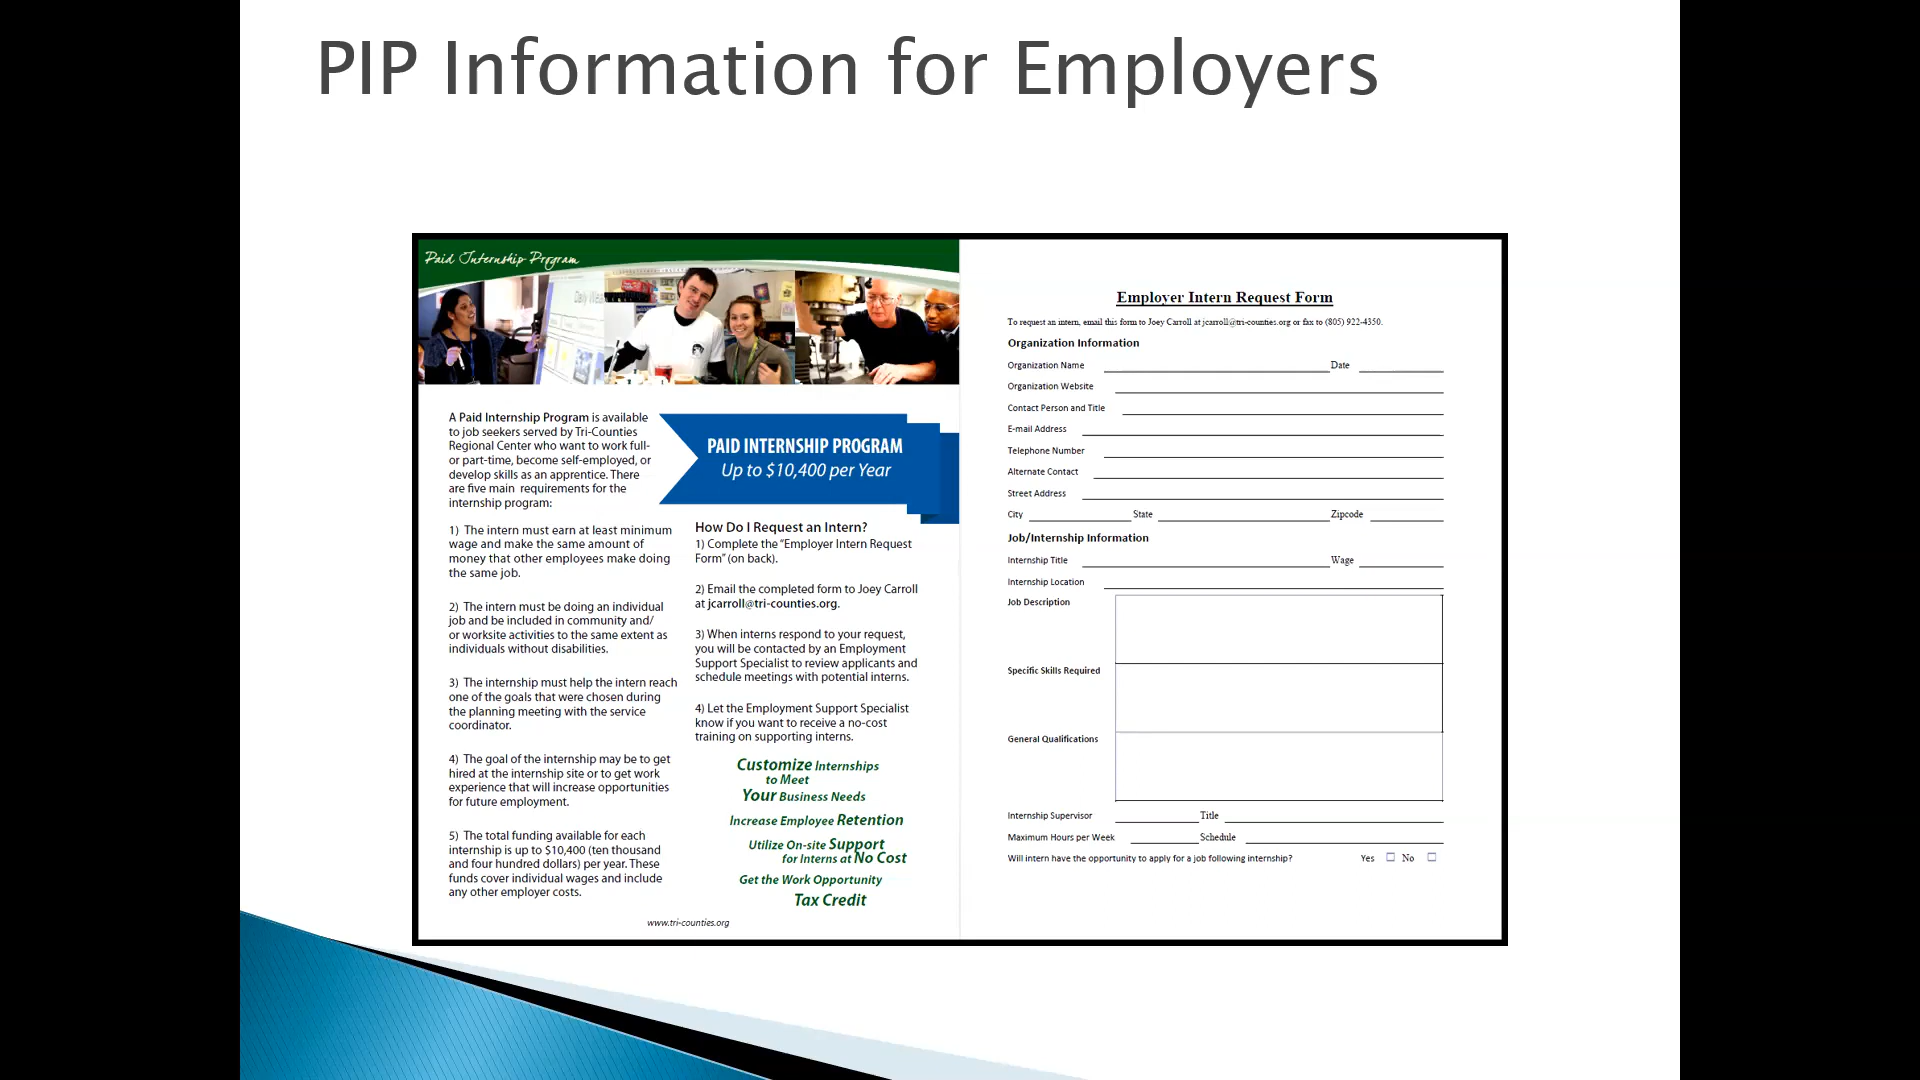 PIP Information for Employers
Paid Internship Program
A Paid Internship Program is available
to job seekers served by Tri-Counties
Regional Center who want to work full-
or part-time, become self-employed, or
develop skills as an apprentice. There
are five main requirements for the
internship program:
1) The intern must earn at least minimum
wage and make the same amount of
money that other employees make doing
the same job.
2) The intern must be doing an individual
job and be included in community and/
or worksite activities to the same extent as
individuals without disabilities.
3) The internship must help the intern reach
one of the goals that were chosen during
the planning meeting with the service
coordinator.
4) The goal of the internship may be to get
hired at the internship site or to get work
experience that will increase opportunities
for future employment.
5) The total funding available for each
internship is up to $10,400 (ten thousand
and four hundred dollars) per year. These
funds cover individual wages and include
any other employer costs.
PAID INTERNSHIP PROGRAM
Up to $10,400 per Year
How Do I Request an Intern?
1) Complete the “Employer Intern Request
Form” (on back).
2) Email the completed form to Joey Carroll
at jcarroll@tri-counties.org.
3) When interns respond to your request,
you will be contacted by an Employment
Support Specialist to review applicants and
schedule meetings with potential interns.
4) Let the Employment Support Specialist
know if you want to receive a no-cost
training on supporting interns.
Customize Internships
to Meet
Your Business Needs
Increase Employee Retention
Utilize On-site Support
for Interns at No Cost
Get the Work Opportunity
Tax Credit
www.tri-counties.org
Employer Intern Request Form
To request an intern, email this form to Joey Carroll at jcarroll@tri-counties.org or fax to (805) 922-4350.
Organization Information
Organization Name Date
Organization Website
Contact Person and Title
E-mail Address
Telephone Number
Alternate Contact
Street Address
City State Zipcode
Job/Internship Information
Internship Title Wage
Internship Location
Job Description
Specific Skills Required
General Qualifications
Internship Supervisor Title
Maximum Hours per Week Schedule
Will intern have the opportunity to apply for a job following internship? Yes ☐ No ☐